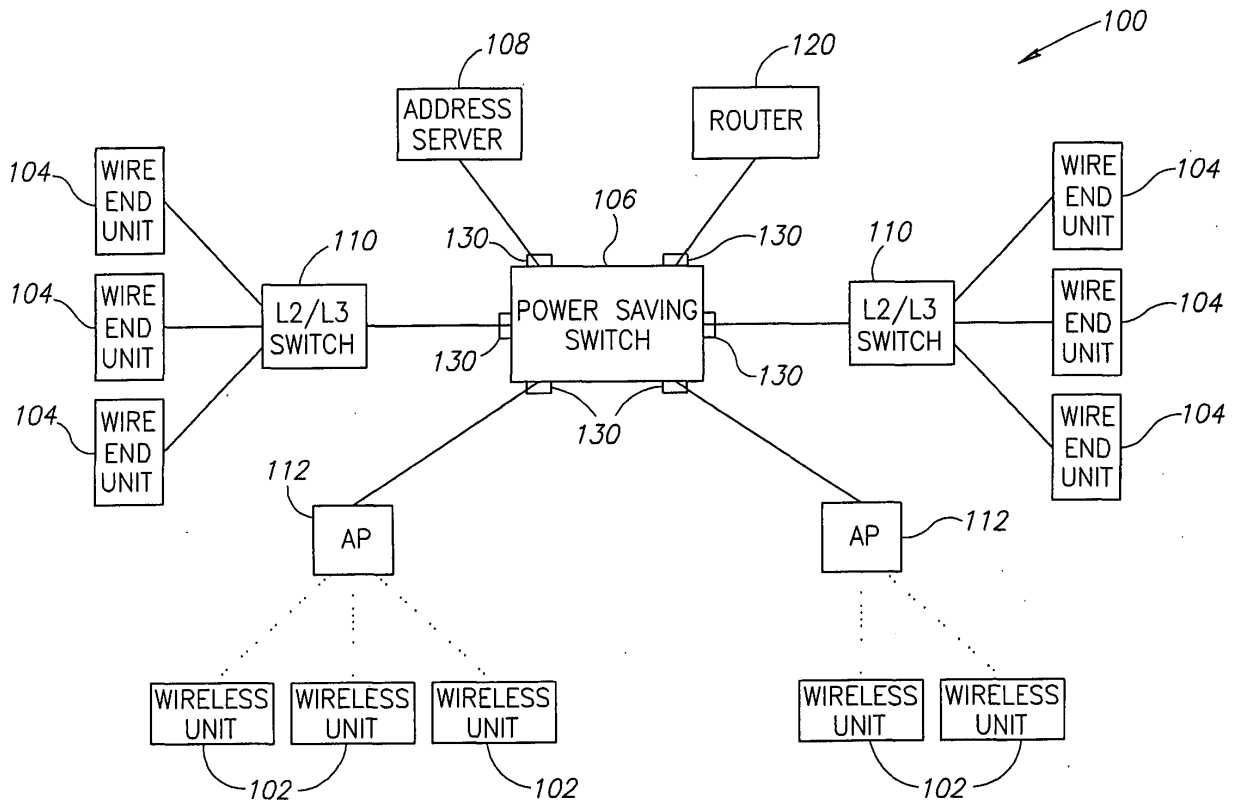 100
108
120
ADDRESS
SERVER
ROUTER
104
WIRE
END
UNIT
WIRE
END
UNIT
104
106
110
130
130
110
104
WIRE
END
UNIT
L2/L3
SWITCH
POWER SAVING
SWITCH
L2/L3
SWITCH
WIRE
END
UNIT
104
130
130
104
WIRE
END
UNIT
130
WIRE
END
UNIT
104
112
AP
AP
112
WIRELESS
UNIT
WIRELESS
UNIT
WIRELESS
UNIT
WIRELESS
UNIT
WIRELESS
UNIT
102
102
102